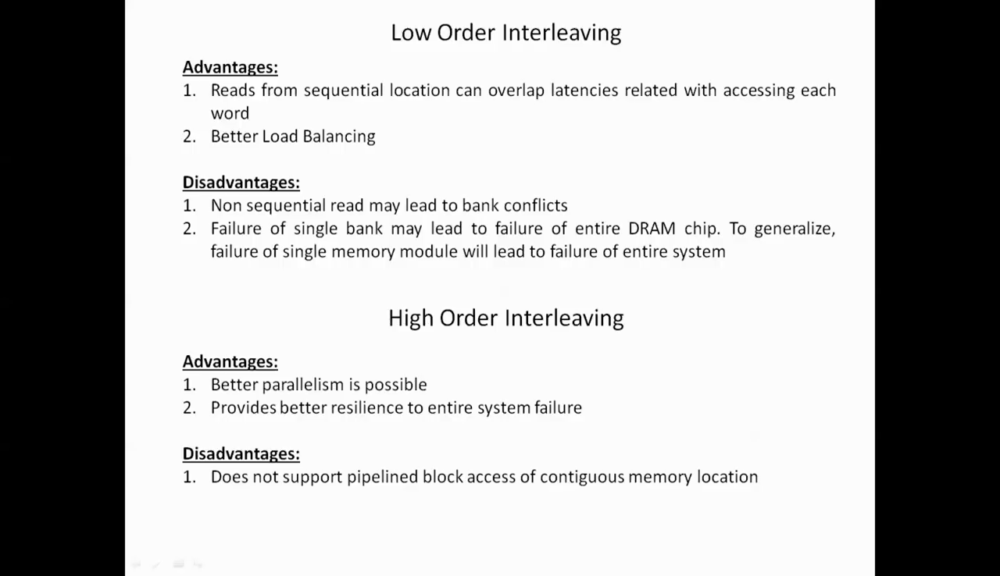 Low Order Interleaving
Advantages:
1. Reads from sequential location can overlap latencies related with accessing each
word
2. Better Load Balancing
Disadvantages:
1. Non sequential read may lead to bank conflicts
2. Failure of single bank may lead to failure of entire DRAM chip. To generalize,
failure of single memory module will lead to failure of entire system
High Order Interleaving
Advantages:
1. Better parallelism is possible
2. Provides better resilience to entire system failure
Disadvantages:
1. Does not support pipelined block access of contiguous memory location